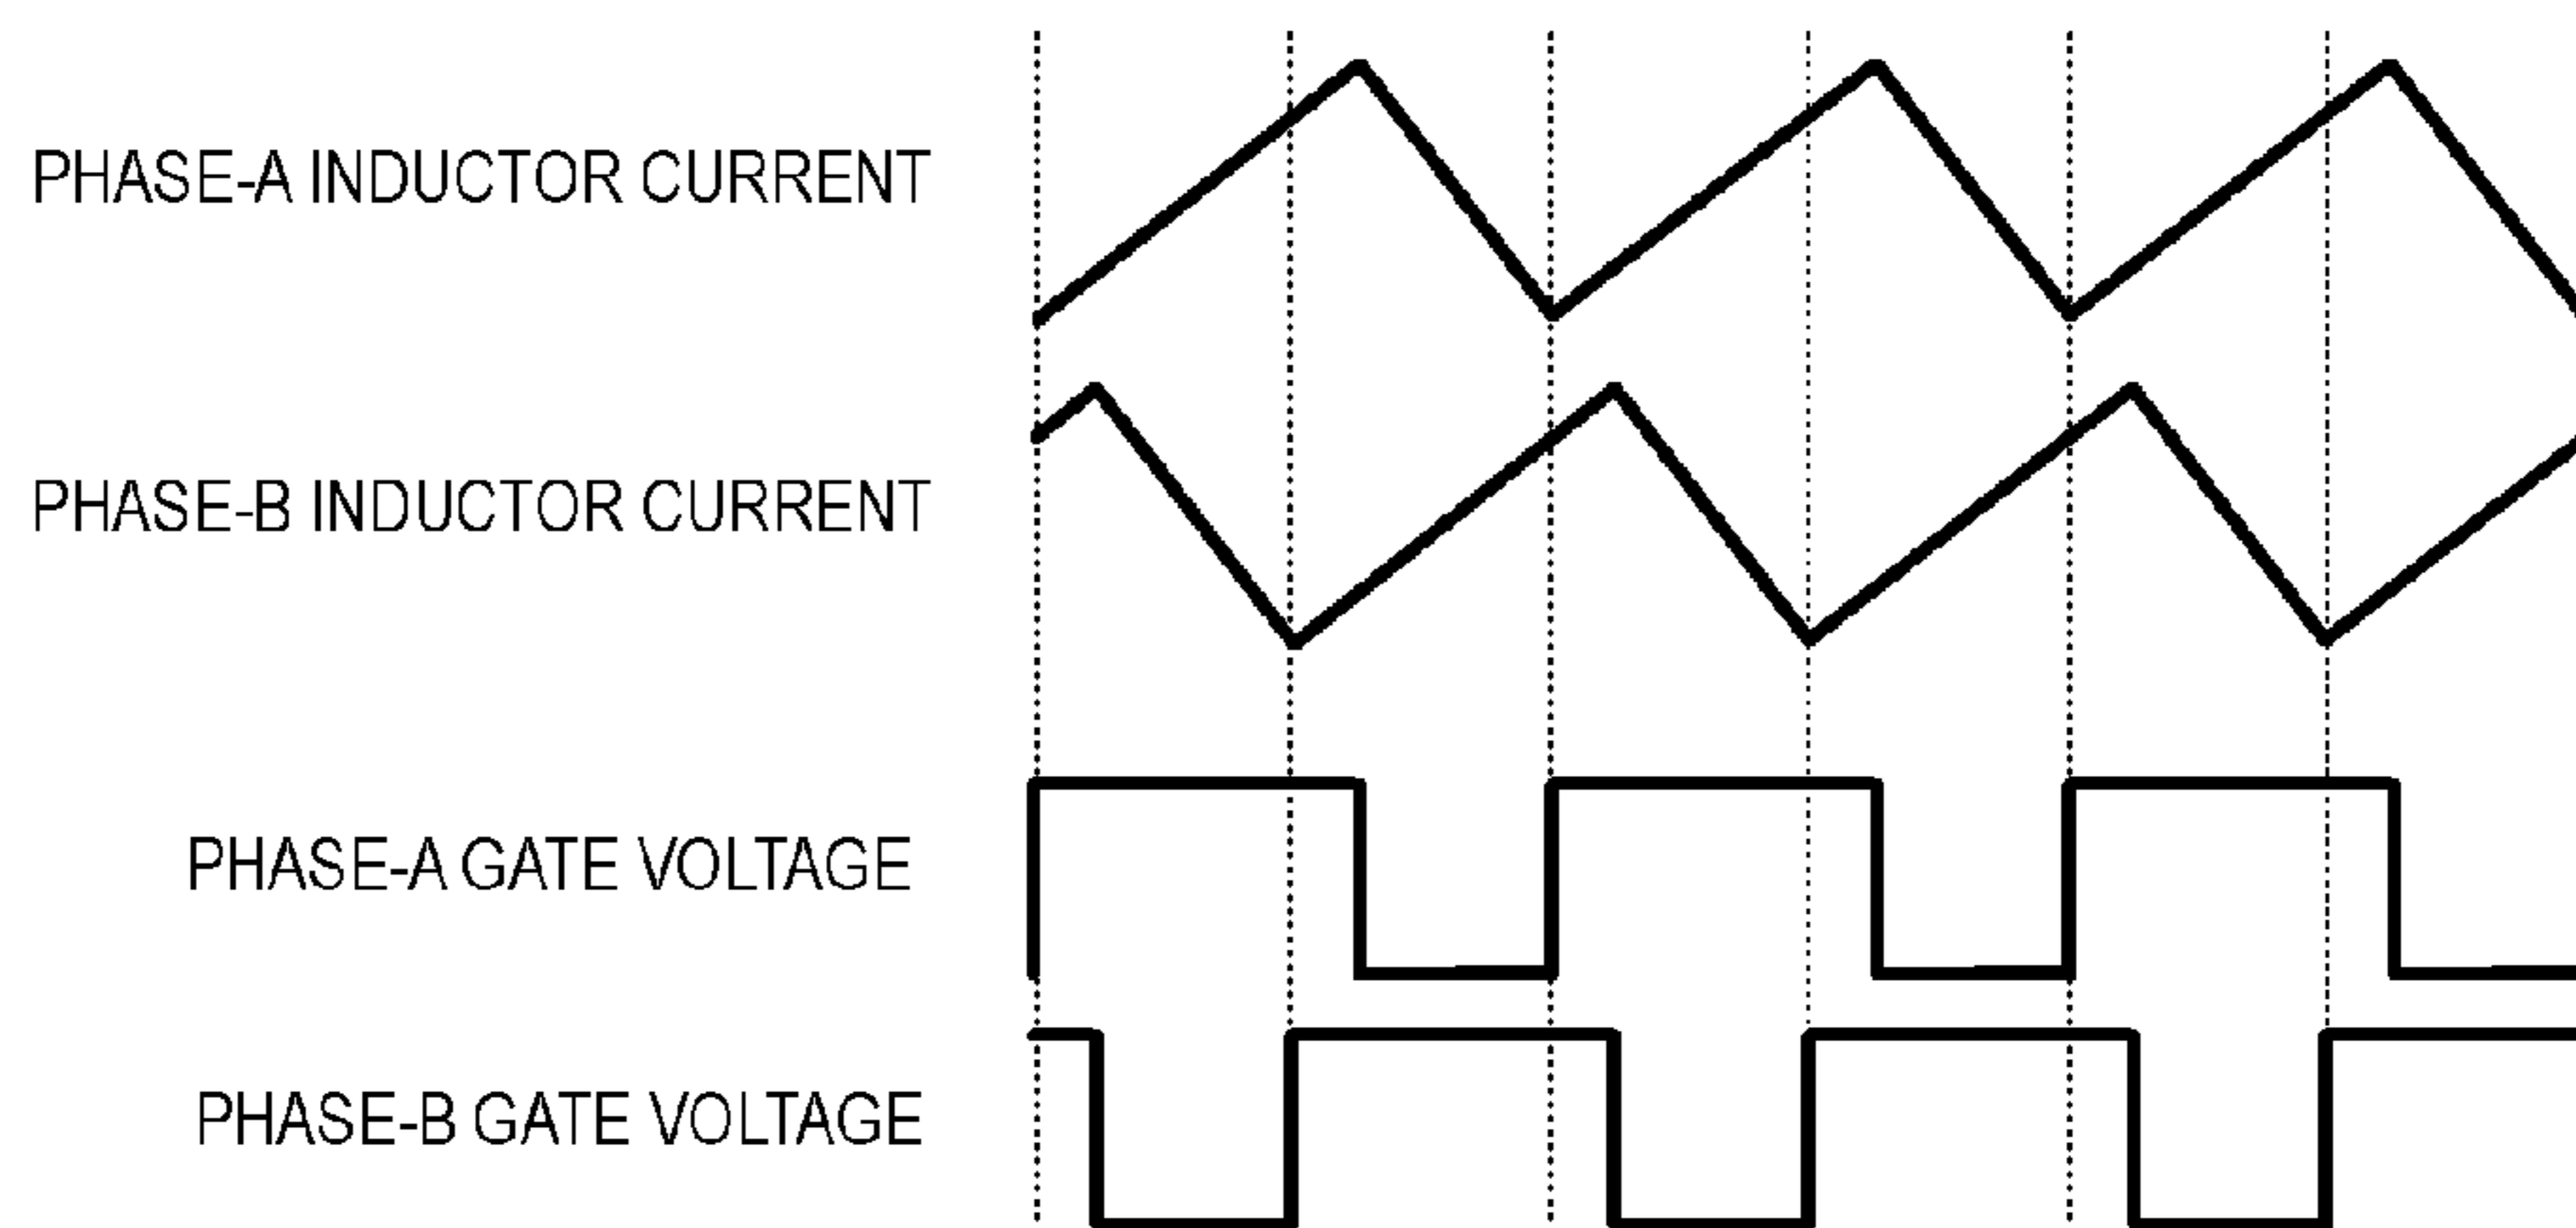 PHASE-A INDUCTOR CURRENT
PHASE-B INDUCTOR CURRENT
PHASE-A GATE VOLTAGE
PHASE-B GATE VOLTAGE